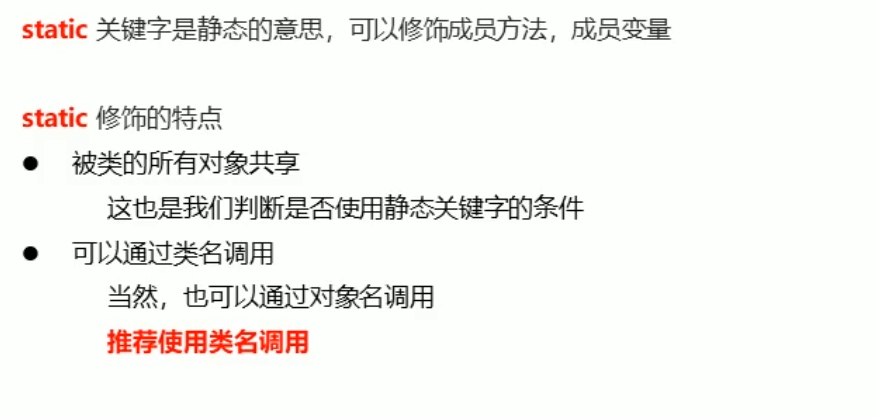 static 关键字是静态的意思，可以修饰成员方法，成员变量
static 修饰的特点
● 被类的所有对象共享
这也是我们判断是否使用静态关键字的条件
● 可以通过类名调用
当然，也可以通过对象名调用
推荐使用类名调用